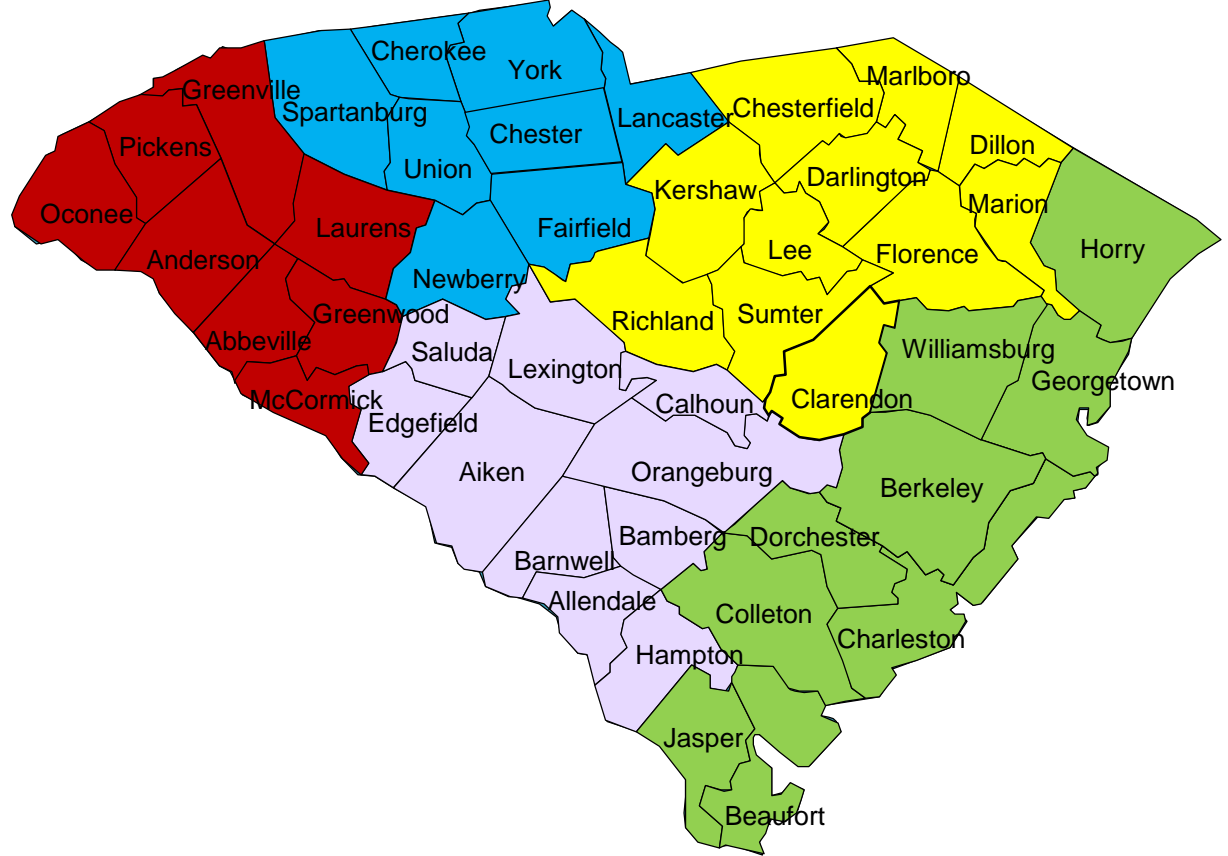 Cherokee
York
Marlboro
Greenville
Spartanburg
Chesterfield
Lancaster
Chester
Pickens
Dillon
Union
Darlington
Kershaw
Marion
Oconee
Laurens
Fairfield
Lee
Florence
Horry
Anderson
Newberry
Greenwood
Richland
Sumter
Abbeville
Saluda
Williamsburg
Lexington
Georgetown
McCormick
Calhoun
Clarendon
Edgefield
Aiken
Orangeburg
Berkeley
Bamberg
Dorchester
Barnwell
Allendale
Colleton
Charleston
Hampton
Jasper
Beaufort